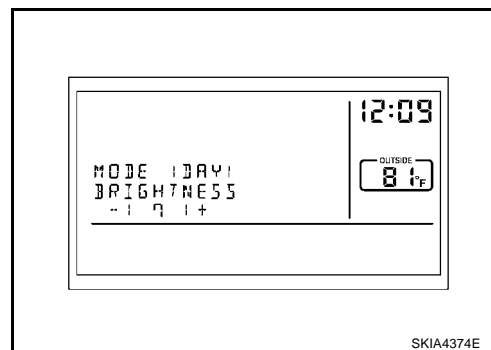 12:09
OUTSIDE
81°F
MODE |DAY|
BRIGHTNESS
-| 7 |+
SKIA4374E